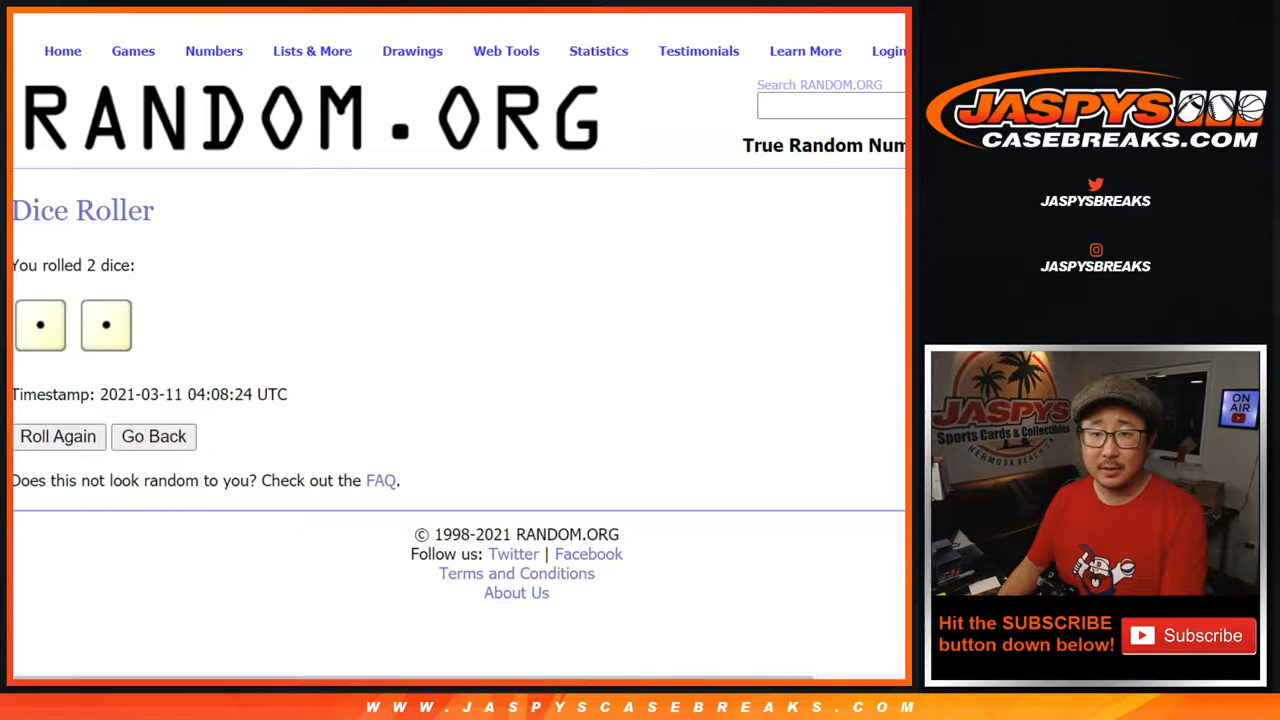 Home Games Numbers Lists & More Drawings Web Tools Statistics Testimonials Learn More Login
RANDOM.ORG
Search RANDOM.ORG
True Random Num
Dice Roller
You rolled 2 dice:
Timestamp: 2021-03-11 04:08:24 UTC
Roll Again Go Back
Does this not look random to you? Check out the FAQ.
© 1998-2021 RANDOM.ORG
Follow us: Twitter | Facebook
Terms and Conditions
About Us
JASPYS
CASEBREAKS.COM
JASPYSBREAKS
JASPYSBREAKS
JASPYS
Sports Cards & Collectibles
HERMOSA BEACH CA
ON
AIR
Hit the SUBSCRIBE
button down below!
Subscribe
WWW.JASPYSCASEBREAKS.COM